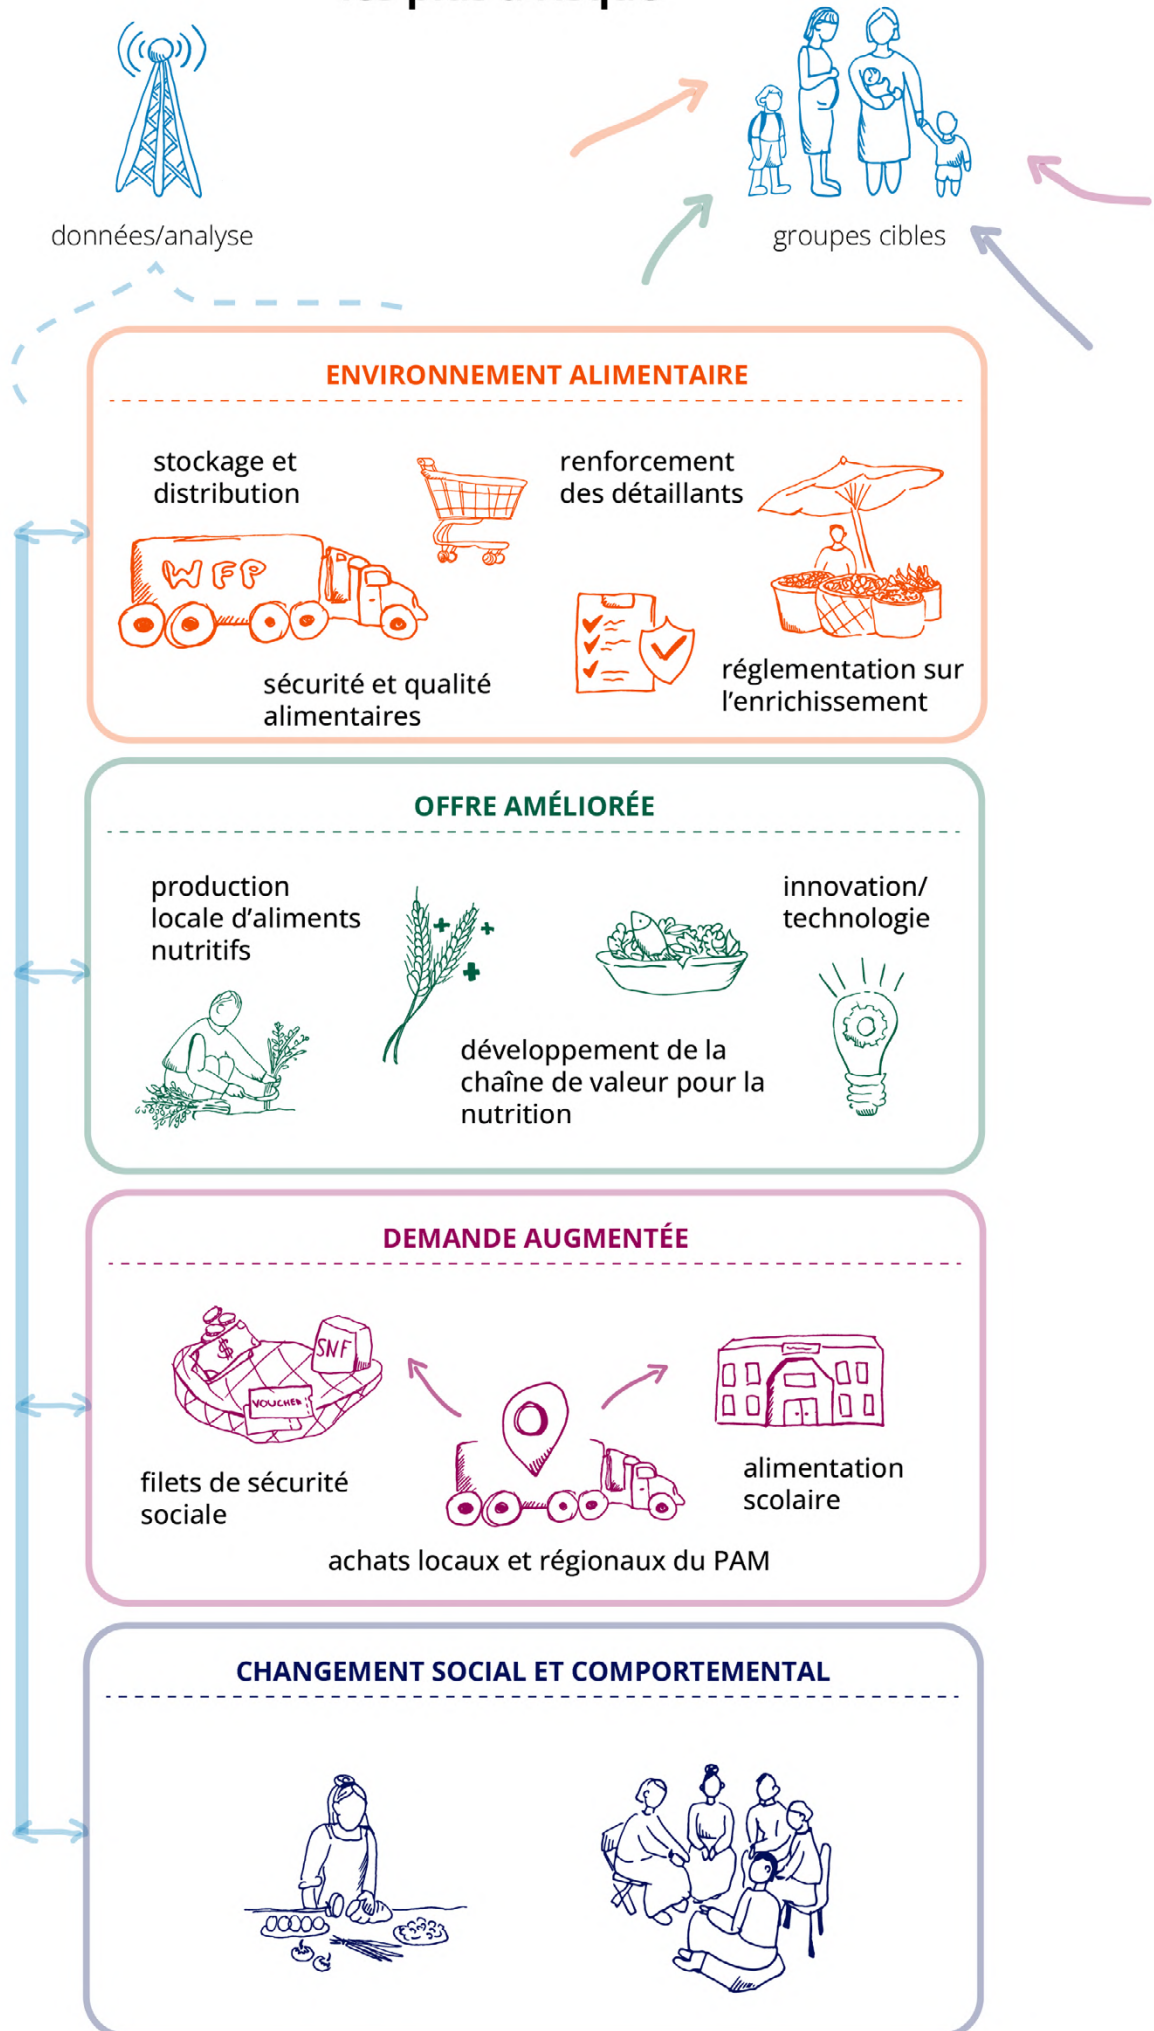 données/analyse
groupes cibles
ENVIRONNEMENT ALIMENTAIRE
stockage et
distribution
renforcement
des détaillants
WFP
sécurité et qualité
alimentaires
réglementation sur
l'enrichissement
OFFRE AMÉLIORÉE
production
locale d'aliments
nutritifs
innovation/
technologie
développement de la
chaîne de valeur pour la
nutrition
DEMANDE AUGMENTÉE
$
SNF
VOUCHER
filets de sécurité
sociale
alimentation
scolaire
achats locaux et régionaux du PAM
CHANGEMENT SOCIAL ET COMPORTEMENTAL